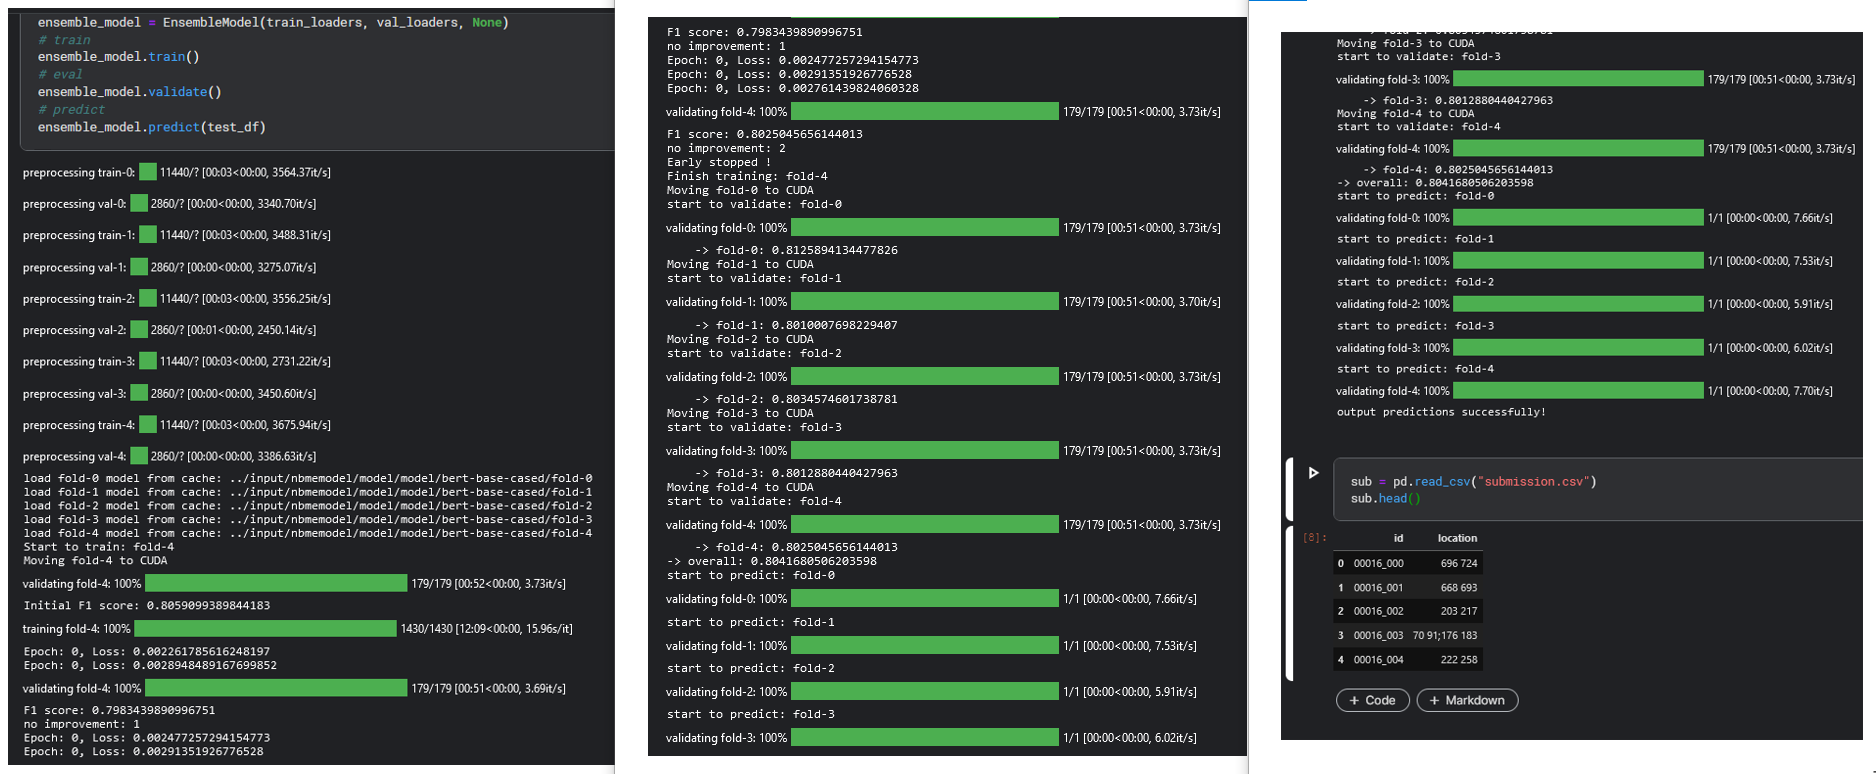 ensemble_model = EnsembleModel(train_loaders, val_loaders, None)
# train
ensemble_model.train()
# eval
ensemble_model.validate()
# predict
ensemble_model.predict(test_df)
preprocessing train-0: 11440/? [00:03<00:00, 3564.37it/s]
preprocessing val-0: 2860/? [00:00<00:00, 3340.70it/s]
preprocessing train-1: 11440/? [00:03<00:00, 3488.31it/s]
preprocessing val-1: 2860/? [00:00<00:00, 3275.07it/s]
preprocessing train-2: 11440/? [00:03<00:00, 3556.25it/s]
preprocessing val-2: 2860/? [00:01<00:00, 2450.14it/s]
preprocessing train-3: 11440/? [00:03<00:00, 2731.22it/s]
preprocessing val-3: 2860/? [00:00<00:00, 3450.60it/s]
preprocessing train-4: 11440/? [00:03<00:00, 3675.94it/s]
preprocessing val-4: 2860/? [00:00<00:00, 3386.63it/s]
load fold-0 model from cache: ../input/nbmemodel/model/model/bert-base-cased/fold-0
load fold-1 model from cache: ../input/nbmemodel/model/model/bert-base-cased/fold-1
load fold-2 model from cache: ../input/nbmemodel/model/model/bert-base-cased/fold-2
load fold-3 model from cache: ../input/nbmemodel/model/model/bert-base-cased/fold-3
load fold-4 model from cache: ../input/nbmemodel/model/model/bert-base-cased/fold-4
Start to train: fold-4
Moving fold-4 to CUDA
validating fold-4: 100% 179/179 [00:52<00:00, 3.73it/s]
Initial F1 score: 0.8059099389844183
training fold-4: 100% 1430/1430 [12:09<00:00, 15.96s/it]
Epoch: 0, Loss: 0.002261785616248197
Epoch: 0, Loss: 0.0028948489167699852
validating fold-4: 100% 179/179 [00:51<00:00, 3.69it/s]
F1 score: 0.7983439890996751
no improvement: 1
Epoch: 0, Loss: 0.002477257294154773
Epoch: 0, Loss: 0.00291351926776528
F1 score: 0.7983439890996751
no improvement: 1
Epoch: 0, Loss: 0.002477257294154773
Epoch: 0, Loss: 0.00291351926776528
Epoch: 0, Loss: 0.002761439824060328
validating fold-4: 100% 179/179 [00:51<00:00, 3.73it/s]
F1 score: 0.8025045656144013
no improvement: 2
Early stopped !
Finish training: fold-4
Moving fold-0 to CUDA
start to validate: fold-0
validating fold-0: 100% 179/179 [00:51<00:00, 3.73it/s]
-> fold-0: 0.8125894134477826
Moving fold-1 to CUDA
start to validate: fold-1
validating fold-1: 100% 179/179 [00:51<00:00, 3.70it/s]
-> fold-1: 0.8010007698229407
Moving fold-2 to CUDA
start to validate: fold-2
validating fold-2: 100% 179/179 [00:51<00:00, 3.73it/s]
-> fold-2: 0.8034574601738781
Moving fold-3 to CUDA
start to validate: fold-3
validating fold-3: 100% 179/179 [00:51<00:00, 3.73it/s]
-> fold-3: 0.8012880440427963
Moving fold-4 to CUDA
start to validate: fold-4
validating fold-4: 100% 179/179 [00:51<00:00, 3.73it/s]
-> fold-4: 0.8025045656144013
-> overall: 0.8041680506203598
start to predict: fold-0
validating fold-0: 100% 1/1 [00:00<00:00, 7.66it/s]
start to predict: fold-1
validating fold-1: 100% 1/1 [00:00<00:00, 7.53it/s]
start to predict: fold-2
validating fold-2: 100% 1/1 [00:00<00:00, 5.91it/s]
start to predict: fold-3
validating fold-3: 100% 1/1 [00:00<00:00, 6.02it/s]
Moving fold-3 to CUDA
start to validate: fold-3
validating fold-3: 100% 179/179 [00:51<00:00, 3.73it/s]
-> fold-3: 0.8012880440427963
Moving fold-4 to CUDA
start to validate: fold-4
validating fold-4: 100% 179/179 [00:51<00:00, 3.73it/s]
-> fold-4: 0.8025045656144013
-> overall: 0.8041680506203598
start to predict: fold-0
validating fold-0: 100% 1/1 [00:00<00:00, 7.66it/s]
start to predict: fold-1
validating fold-1: 100% 1/1 [00:00<00:00, 7.53it/s]
start to predict: fold-2
validating fold-2: 100% 1/1 [00:00<00:00, 5.91it/s]
start to predict: fold-3
validating fold-3: 100% 1/1 [00:00<00:00, 6.02it/s]
start to predict: fold-4
validating fold-4: 100% 1/1 [00:00<00:00, 7.70it/s]
output predictions successfully!
sub = pd.read_csv("submission.csv")
sub.head()
[8]:
id location
0 00016_000 696 724
1 00016_001 668 693
2 00016_002 203 217
3 00016_003 70 91;176 183
4 00016_004 222 258
+ Code + Markdown